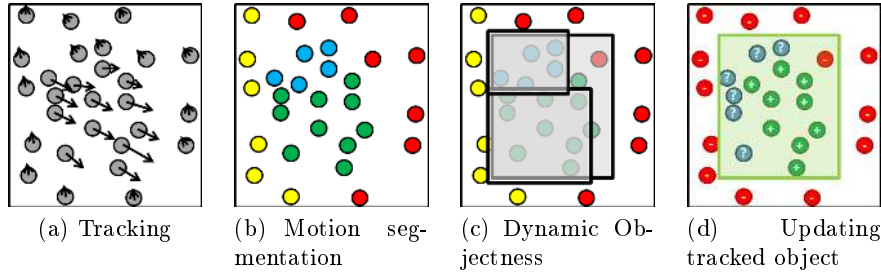 (a) Tracking
(b) Motion seg-
mentation
(c) Dynamic Ob-
jectness
(d) Updating
tracked object